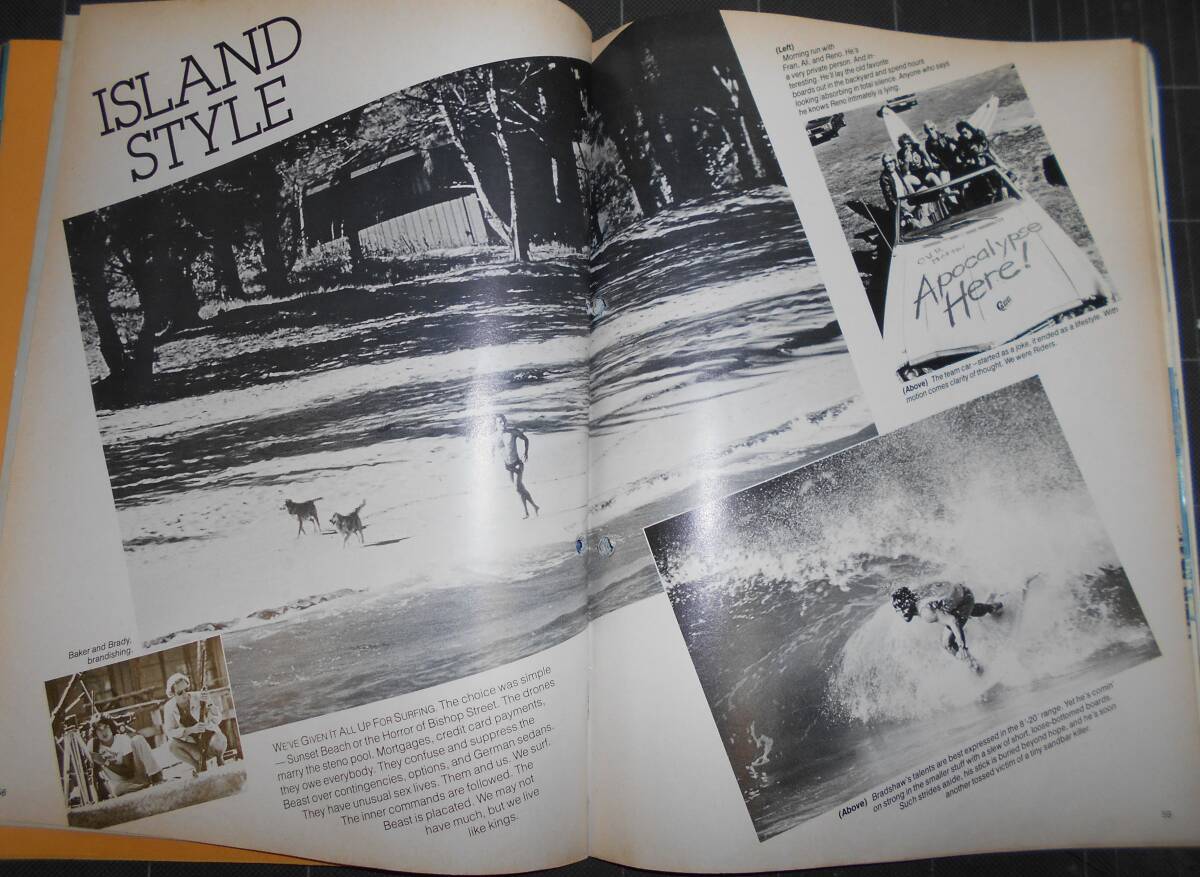 ISLAND
STYLE
Baker and Brady,
brandishing.
WE'VE GIVEN IT ALL UP FOR SURFING. The choice was simple
— Sunset Beach or the Horror of Bishop Street. The drones
marry the steno pool. Mortgages, credit card payments,
they owe everybody. They confuse and suppress the
Beast over contingencies, options, and German sedans.
They have unusual sex lives. Them and us. We surf.
The inner commands are followed. The
Beast is placated. We may not
have much, but we live
like kings.
(Left)
Morning run with
Fran, Ali, and Reno. He's
a very private person. And in-
teresting. He'll lay the old favorite
boards out in the backyard and spend hours
looking/absorbing in total silence. Anyone who says
he knows Reno intimately is lying.
Apocalypse
Here!
Gun
(Above) The team car—started as a joke, it ended as a lifestyle. With
motion comes clarity of thought. We were Riders.
(Above) Bradshaw's talents are best expressed in the 8'-20' range. Yet he's comin'
on strong in the smaller stuff with a slew of short, loose-bottomed boards.
Such strides aside, his stick is buried beyond hope, and he's soon
another tossed victim of a tiny sandbar killer.
59